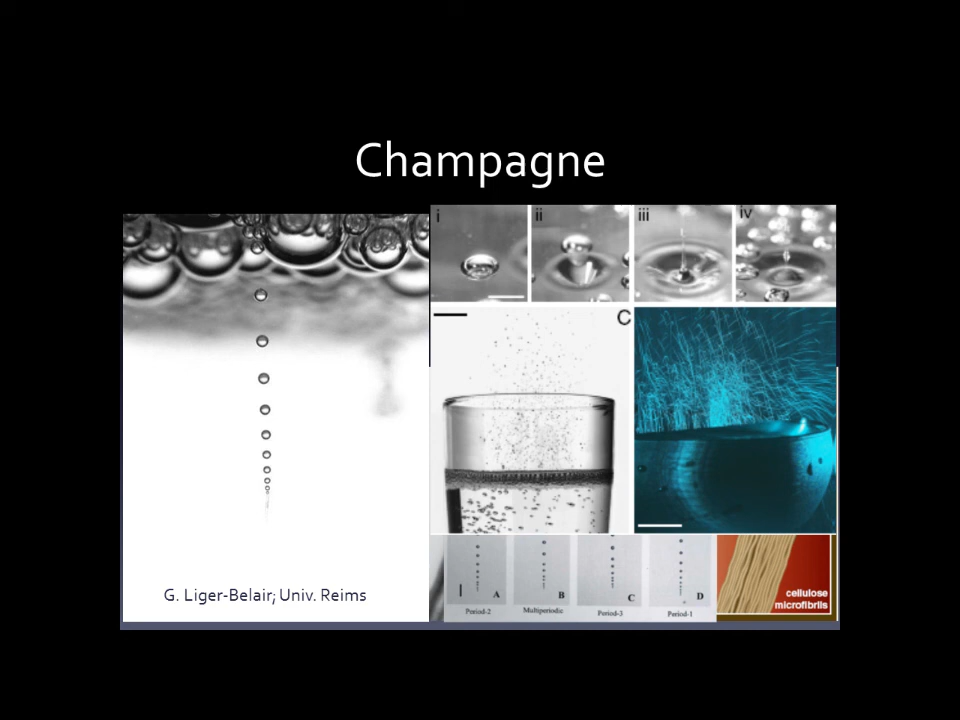 Champagne
i
ii
iii
iv
C
A
B
C
D
Period-2
Multiperiodic
Period-3
Period-1
cellulose
microfibrils
G. Liger-Belair; Univ. Reims